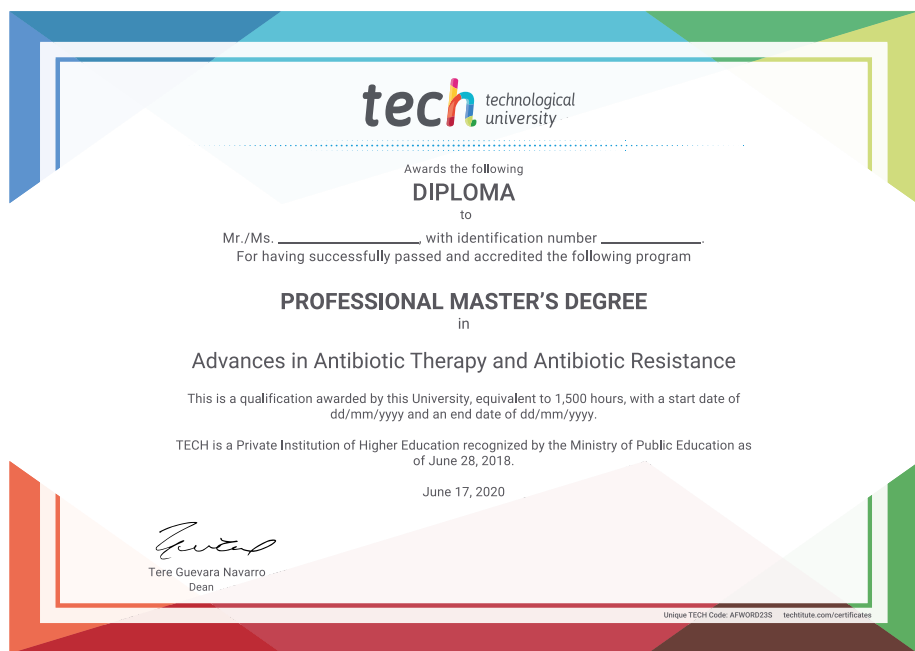 tech technological
university
Awards the following
DIPLOMA
to
Mr./Ms. ____________________, with identification number ______________.
For having successfully passed and accredited the following program
PROFESSIONAL MASTER'S DEGREE
in
Advances in Antibiotic Therapy and Antibiotic Resistance
This is a qualification awarded by this University, equivalent to 1,500 hours, with a start date of
dd/mm/yyyy and an end date of dd/mm/yyyy.
TECH is a Private Institution of Higher Education recognized by the Ministry of Public Education as
of June 28, 2018.
June 17, 2020
Tere Guevara Navarro
Dean
Unique TECH Code: AFWORD23S techtitute.com/certificates